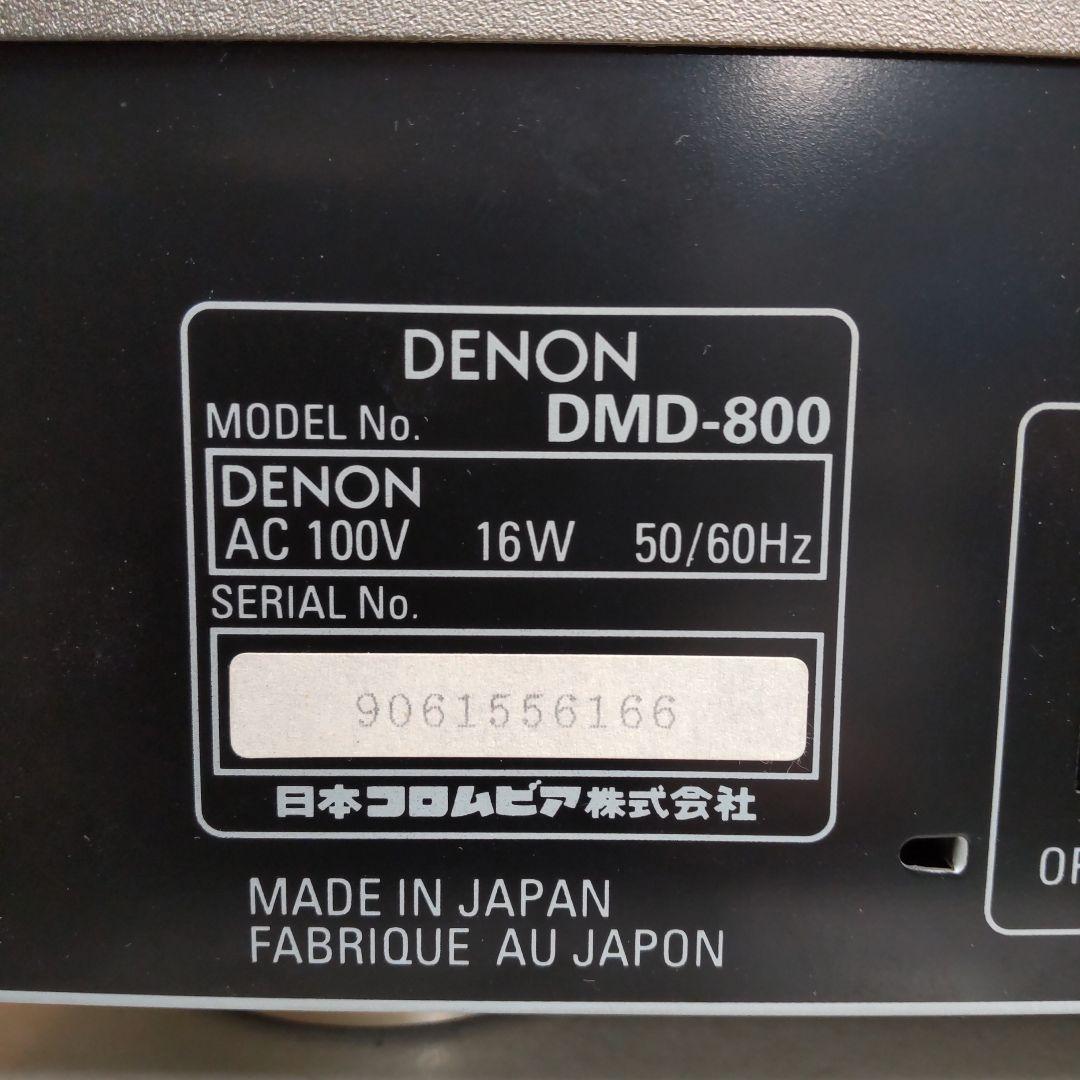 DENON
MODEL No. DMD-800
DENON
AC 100V 16W 50/60Hz
SERIAL No.
9061556166
日本コロムビア株式会社
MADE IN JAPAN
FABRIQUE AU JAPON